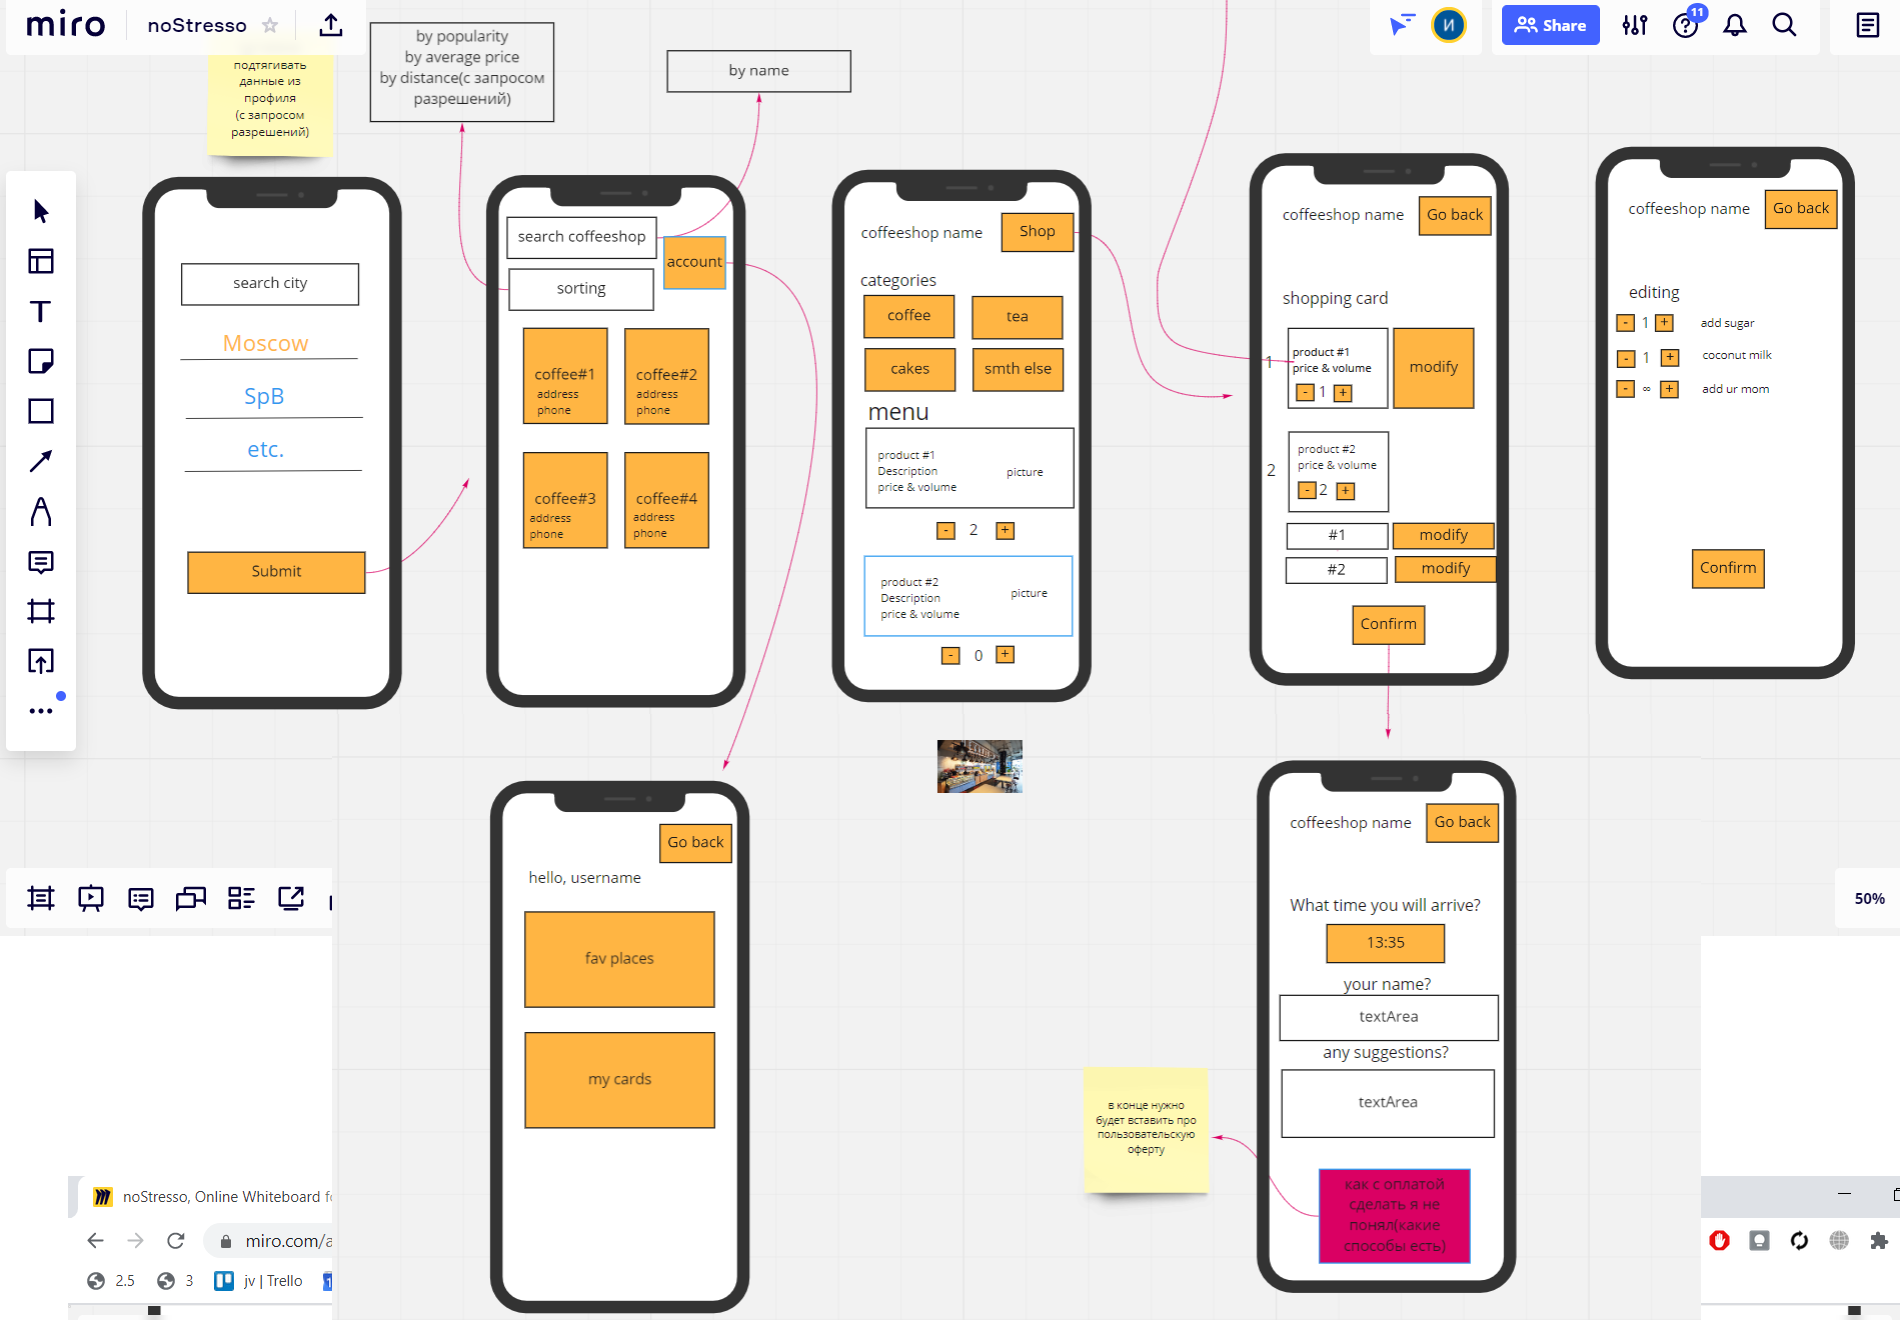 miro
noStresso
Share
11
И
подтягивать
данные из
профиля
(с запросом
разрешений)
by popularity
by average price
by distance(с запросом
разрешений)
by name
search city
Moscow
SpB
etc.
Submit
search coffeeshop
account
sorting
coffee#1
address
phone
coffee#2
address
phone
coffee#3
address
phone
coffee#4
address
phone
coffeeshop name
Shop
categories
coffee
tea
cakes
smth else
menu
product #1
Description
price & volume
picture
- 2 +
product #2
Description
price & volume
picture
- 0 +
coffeeshop name
Go back
shopping card
1
product #1
price & volume
- 1 +
modify
2
product #2
price & volume
- 2 +
#1
modify
#2
modify
Confirm
coffeeshop name
Go back
editing
- 1 + add sugar
- 1 + coconut milk
- ∞ + add ur mom
Confirm
Go back
hello, username
fav places
my cards
coffeeshop name
Go back
What time you will arrive?
13:35
your name?
textArea
any suggestions?
textArea
как с оплатой
сделать я не
понял(какие
способы есть)
в конце нужно
будет вставить про
пользовательскую
оферту
50%
noStresso, Online Whiteboard
miro.com/a
2.5
3
jv | Trello